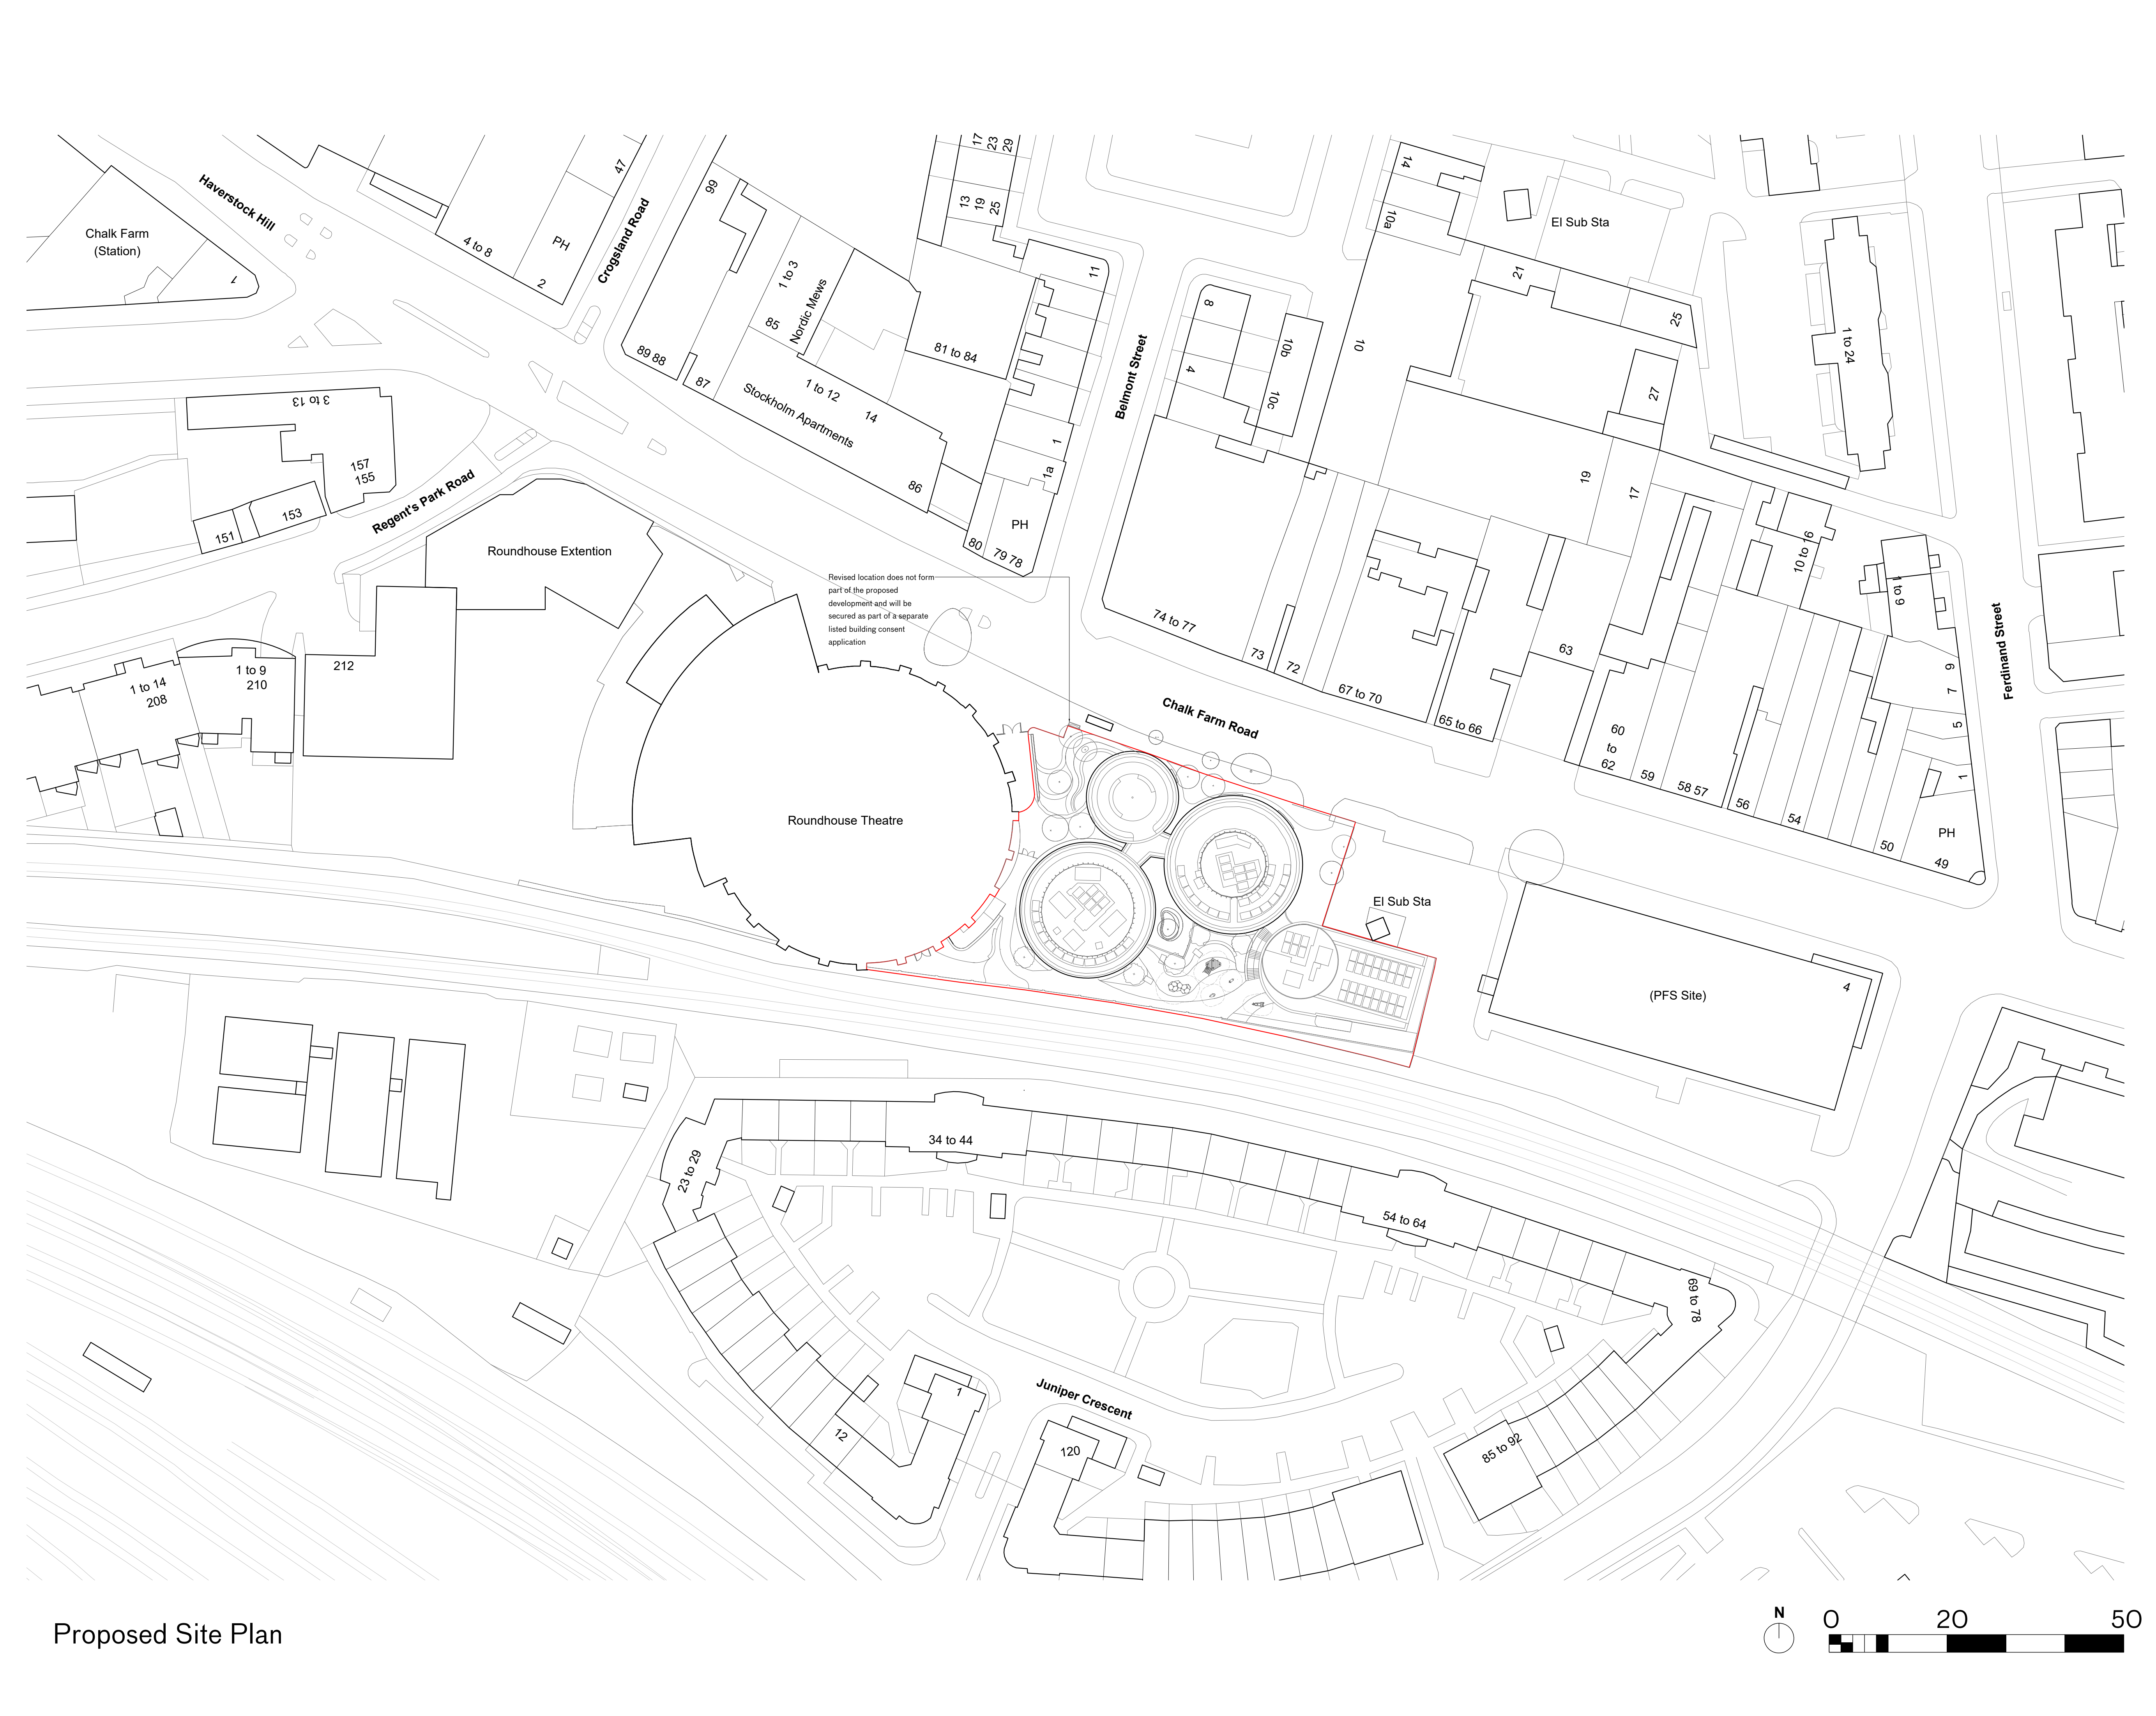 Haverstock Hill
Chalk Farm
(Station)
1
4 to 8
PH
2
47
Crogsland Road
99
89 88
87
85
1 to 3
Nordic Mews
1 to 12
14
Stockholm Apartments
86
81 to 84
17
23
29
13
19
25
11
1
1a
PH
80
79 78
Belmont Street
8
4
10b
10c
10
14
10a
El Sub Sta
21
25
27
19
17
1 to 24
10 to 16
1 to 9
Ferdinand Street
9
7
5
1
PH
49
50
54
56
58 57
59
60
to
62
63
65 to 66
67 to 70
72
73
74 to 77
Chalk Farm Road
3 to 13
157
155
153
151
Regent's Park Road
Roundhouse Extention
Revised location does not form
part of the proposed
development and will be
secured as part of a separate
listed building consent
application
212
1 to 9
210
1 to 14
208
Roundhouse Theatre
El Sub Sta
(PFS Site)
4
34 to 44
23 to 29
54 to 64
69 to 78
Juniper Crescent
1
12
120
85 to 92
Proposed Site Plan
N
0 20 50